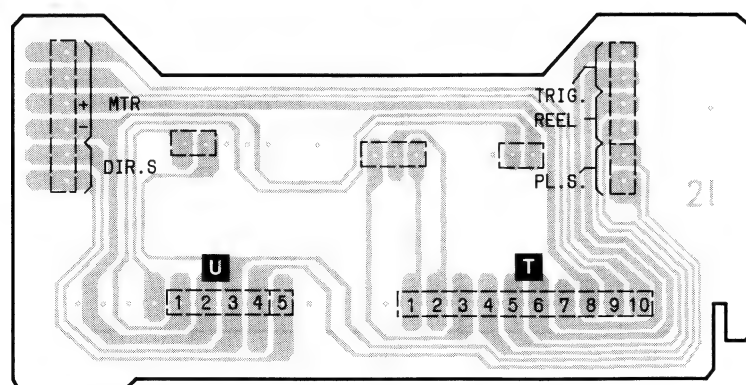 TRIG.
+ MTR
REEL
−
DIR.S
PL.S.
21
U
T
1 2 3 4 5
1 2 3 4 5 6 7 8 9 10